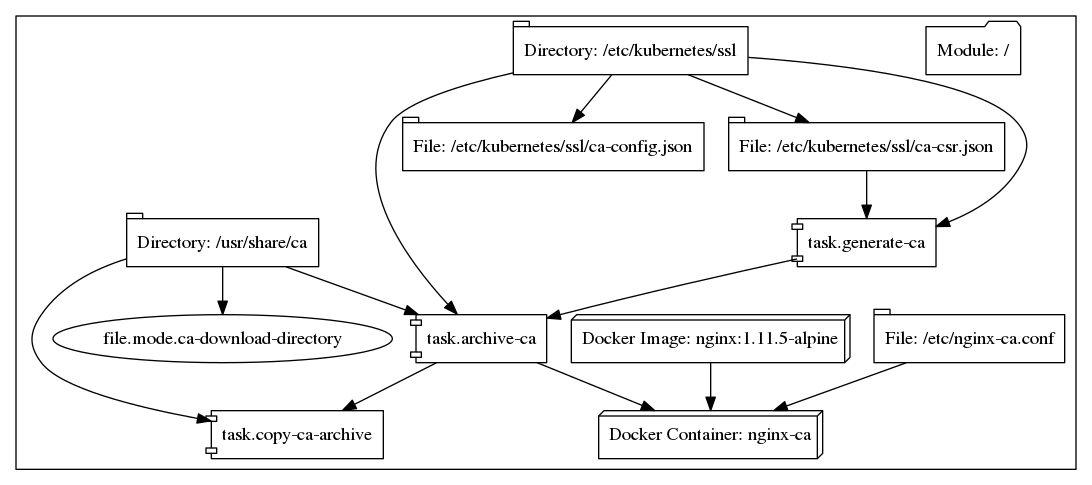 Directory: /etc/kubernetes/ssl
Module: /
File: /etc/kubernetes/ssl/ca-config.json
File: /etc/kubernetes/ssl/ca-csr.json
Directory: /usr/share/ca
task.generate-ca
file.mode.ca-download-directory
task.archive-ca
Docker Image: nginx:1.11.5-alpine
File: /etc/nginx-ca.conf
task.copy-ca-archive
Docker Container: nginx-ca